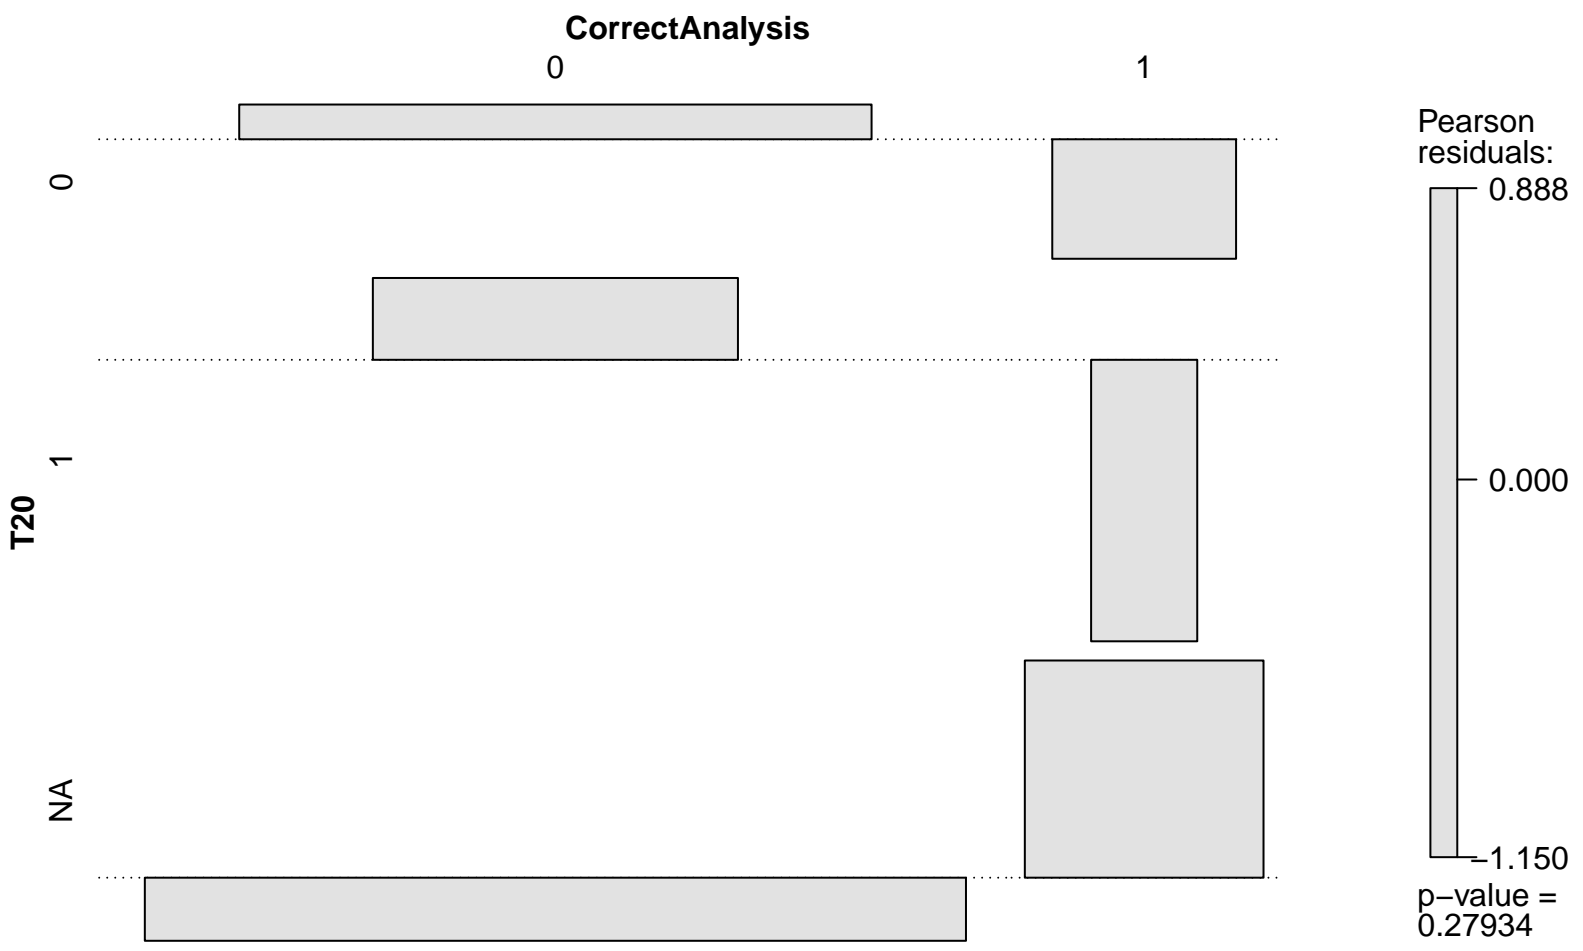 CorrectAnalysis
0
1
T20
0
1
NA
Pearson
residuals:
0.888
0.000
−1.150
p−value =
0.27934